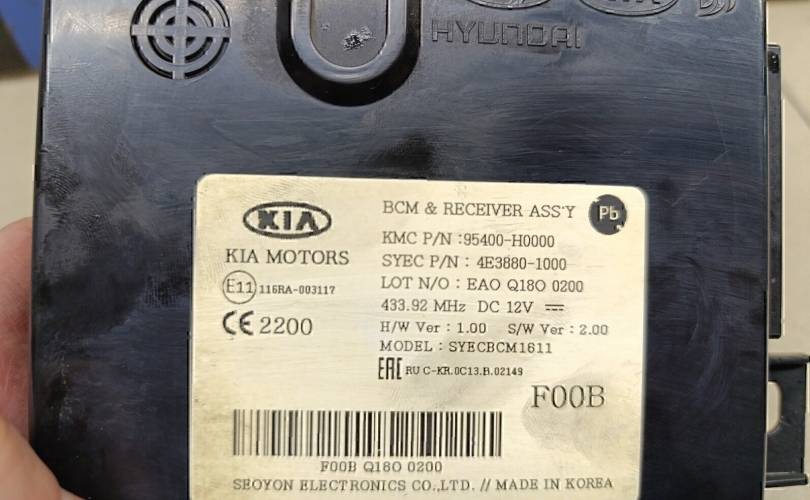 HYUNDAI
KIA
KIA MOTORS
E11 116RA-003117
CE 2200
BCM & RECEIVER ASS'Y
Pb
KMC P/N :95400-H0000
SYEC P/N : 4E3880-1000
LOT N/O : EAO Q18O 0200
433.92 MHz DC 12V
H/W Ver : 1.00 S/W Ver : 2.00
MODEL : SYECBCM1611
EAC RU C-KR.0C13.B.02149
F00B
F00B Q18O 0200
SEOYON ELECTRONICS CO.,LTD. // MADE IN KOREA